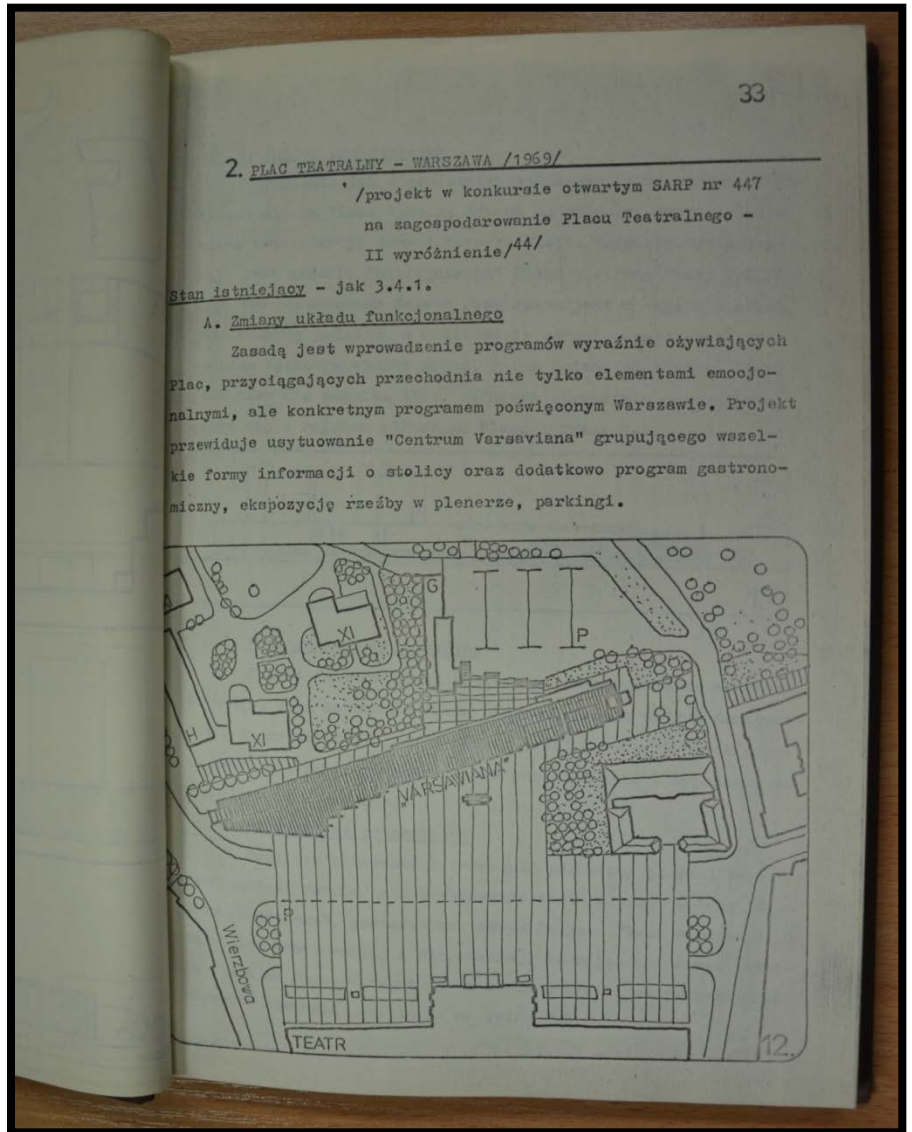 33
2. PLAC TEATRALNY - WARSZAWA /1969/
/projekt w konkursie otwartym SARP nr 447
na zagospodarowanie Placu Teatralnego -
II wyróżnienie/44/
Stan istniejący - jak 3.4.1.
A. Zmiany układu funkcjonalnego
Zasadą jest wprowadzenie programów wyraźnie ożywiających
Plac, przyciągających przechodnia nie tylko elementami emocjo-
nalnymi, ale konkretnym programem poświęconym Warszawie. Projekt
przewiduje usytuowanie "Centrum Varsaviana" grupującego wszel-
kie formy informacji o stolicy oraz dodatkowo program gastrono-
miczny, ekspozycję rzeźby w plenerze, parkingi.
G
P
XI
XI
H
"VARSAVIANA"
P
Wierzbowa
TEATR
12.